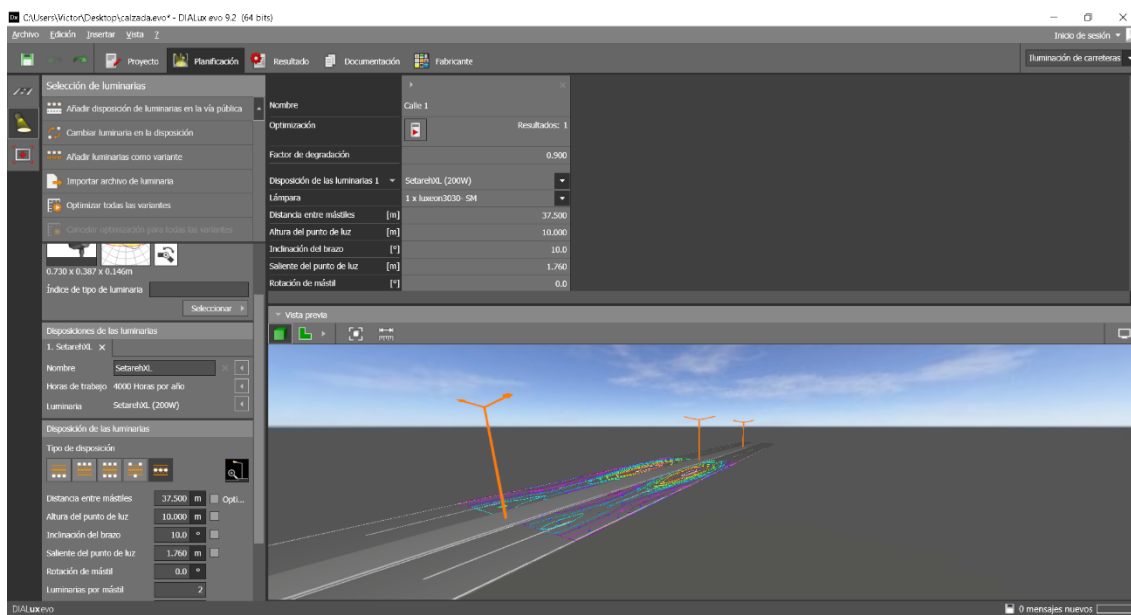 C:\Users\Victor\Desktop\calzada.evo* - DIALux evo 9.2 (64 bits)
Archivo Edición Insertar Vista ?
Inicio de sesión
Proyecto Planificación Resultado Documentación Fabricante
Iluminación de carreteras
Selección de luminarias
Añadir disposición de luminarias en la vía pública
Cambiar luminaria en la disposición
Añadir luminarias como variante
Importar archivo de luminaria
Optimizar todas las variantes
Cancelar optimización para todas las variantes
0.730 x 0.387 x 0.146m
Índice de tipo de luminaria
Seleccionar
Disposiciones de las luminarias
1. SetarehXL
Nombre SetarehXL
Horas de trabajo 4000 Horas por año
Luminaria SetarehXL (200W)
Disposición de las luminarias
Tipo de disposición
Distancia entre mástiles 37.500 m Opti...
Altura del punto de luz 10.000 m
Inclinación del brazo 10.0 °
Saliente del punto de luz 1.760 m
Rotación de mástil 0.0 °
Luminarias por mástil 2
Nombre Calle 1
Optimización Resultados: 1
Factor de degradación 0.900
Disposición de las luminarias 1 SetarehXL (200W)
Lámpara 1 x luxeon3030- SM
Distancia entre mástiles [m] 37.500
Altura del punto de luz [m] 10.000
Inclinación del brazo [°] 10.0
Saliente del punto de luz [m] 1.760
Rotación de mástil [°] 0.0
Vista previa
DIALux evo
0 mensajes nuevos